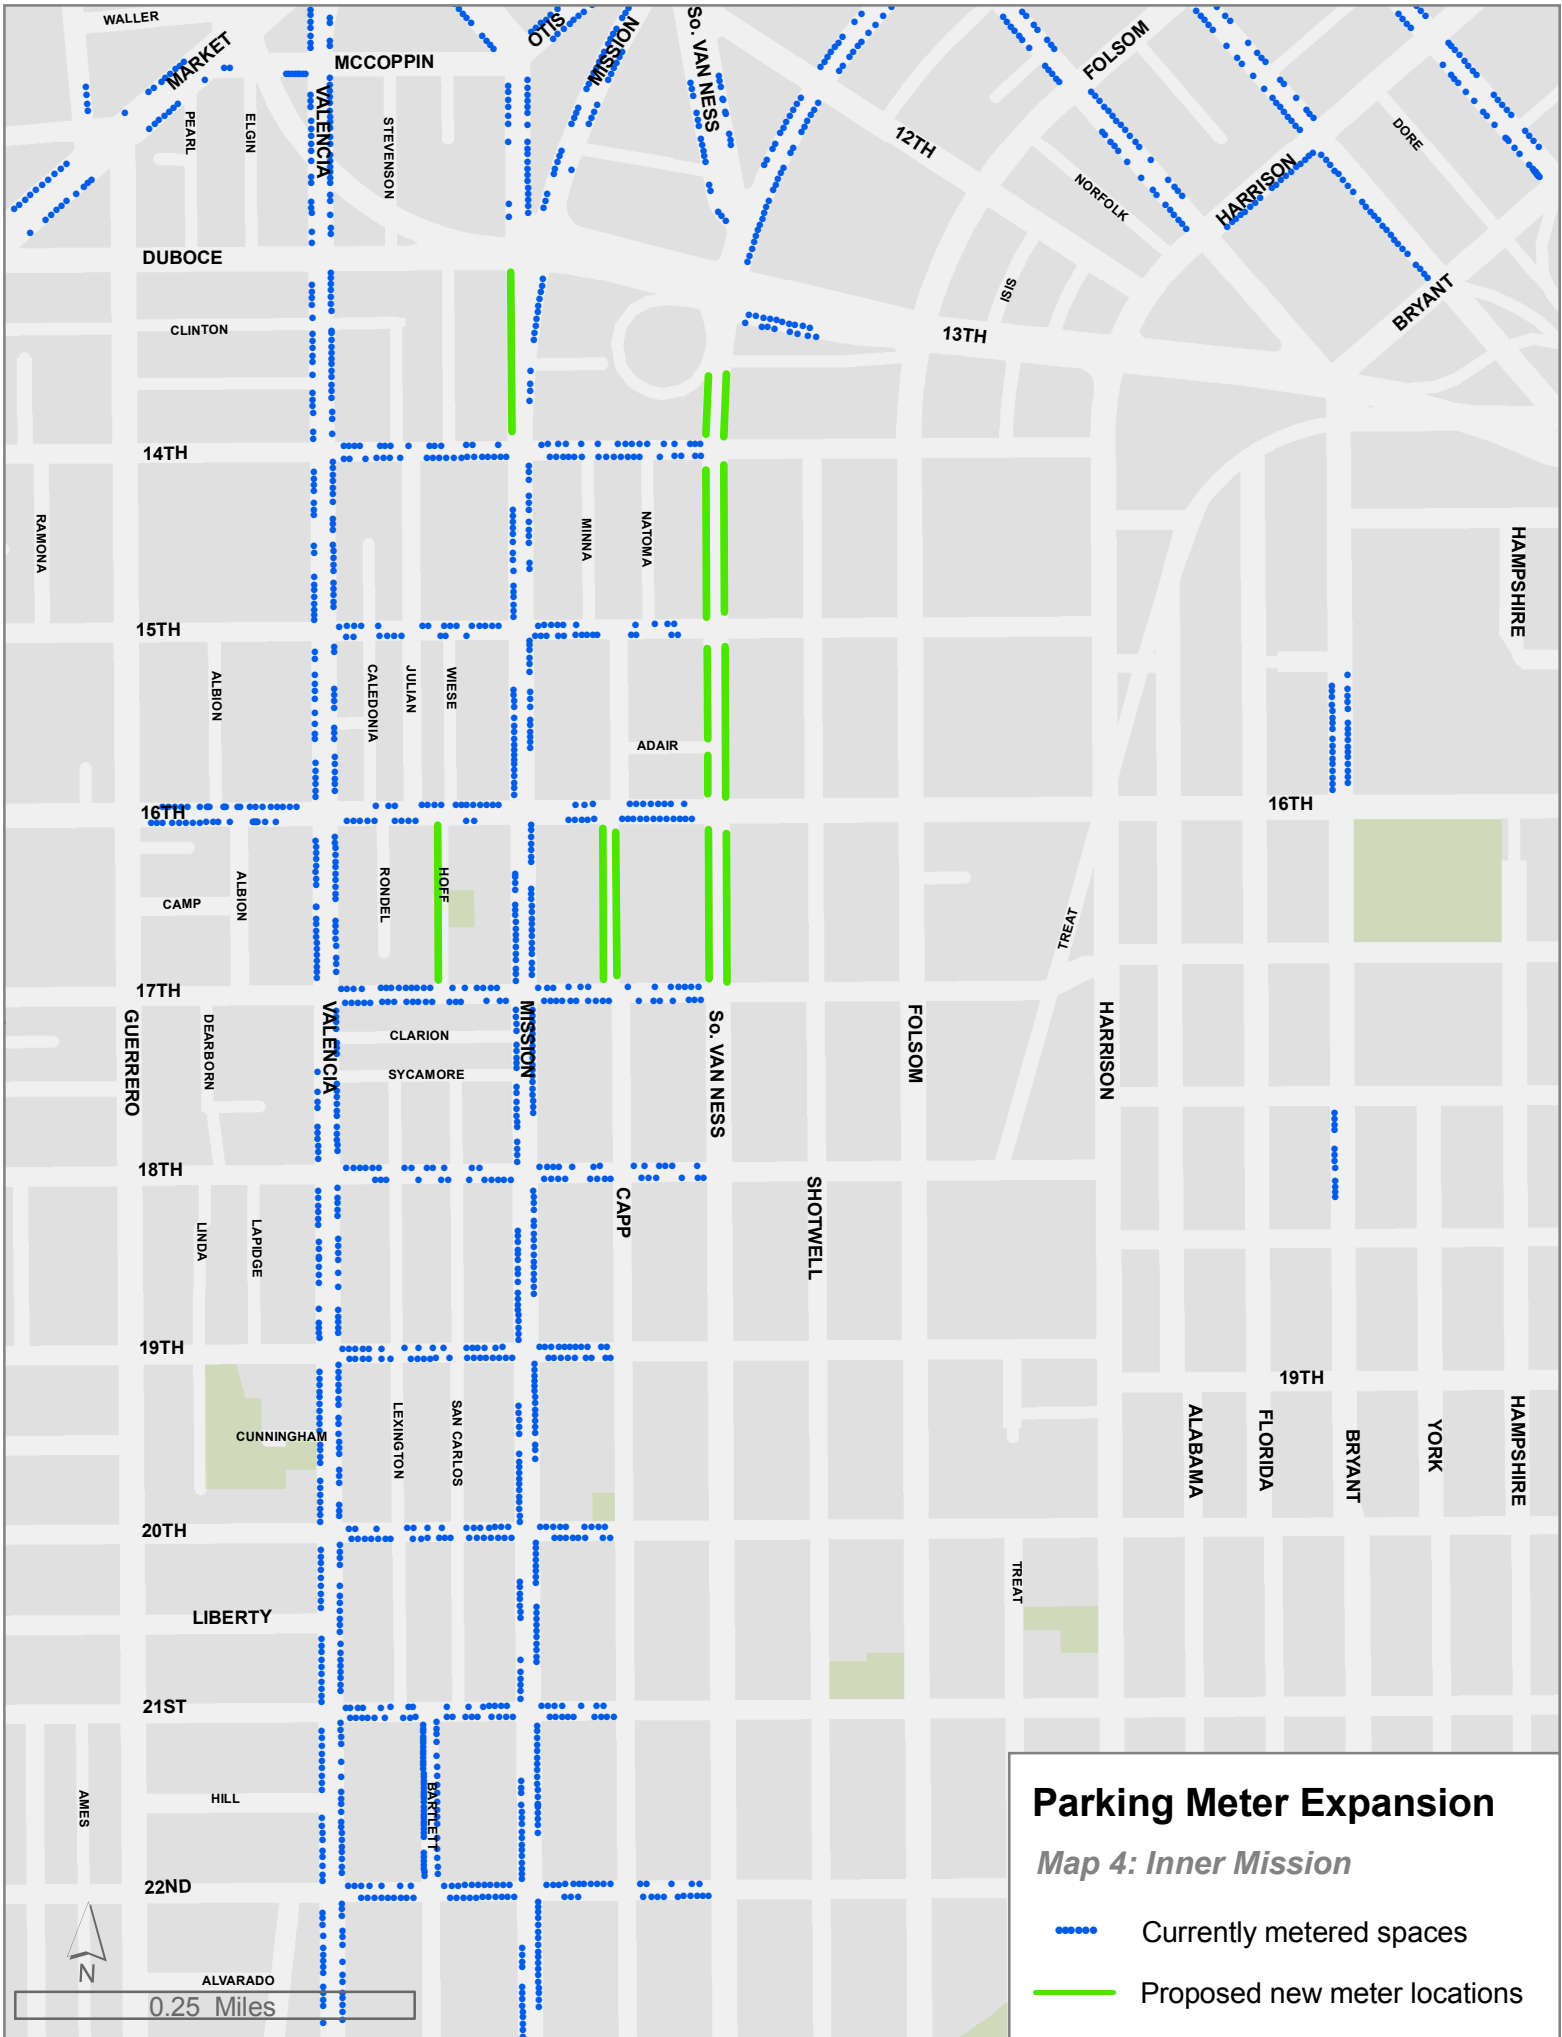 WALLER
MARKET
MCCOPPIN
OTIS
MISSION
So. VAN NESS
FOLSOM
PEARL
ELGIN
VALENCIA
STEVENSON
12TH
DORE
NORFOLK
HARRISON
DUBOCE
ISIS
BRYANT
CLINTON
13TH
14TH
RAMONA
MINNA
NATOMA
HAMPSHIRE
15TH
ALBION
CALEDONIA
JULIAN
WIESE
ADAIR
16TH
16TH
CAMP
ALBION
RONDEL
HOFF
TREAT
17TH
GUERRERO
DEARBORN
VALENCIA
CLARION
SYCAMORE
MISSION
So. VAN NESS
FOLSOM
HARRISON
18TH
LINDA
LAPIDGE
CAPP
SHOTWELL
19TH
19TH
CUNNINGHAM
LEXINGTON
SAN CARLOS
ALABAMA
FLORIDA
BRYANT
YORK
HAMPSHIRE
20TH
TREAT
LIBERTY
21ST
AMES
HILL
BARTLETT
22ND
N
ALVARADO
0.25 Miles
Parking Meter Expansion
Map 4: Inner Mission
Currently metered spaces
Proposed new meter locations